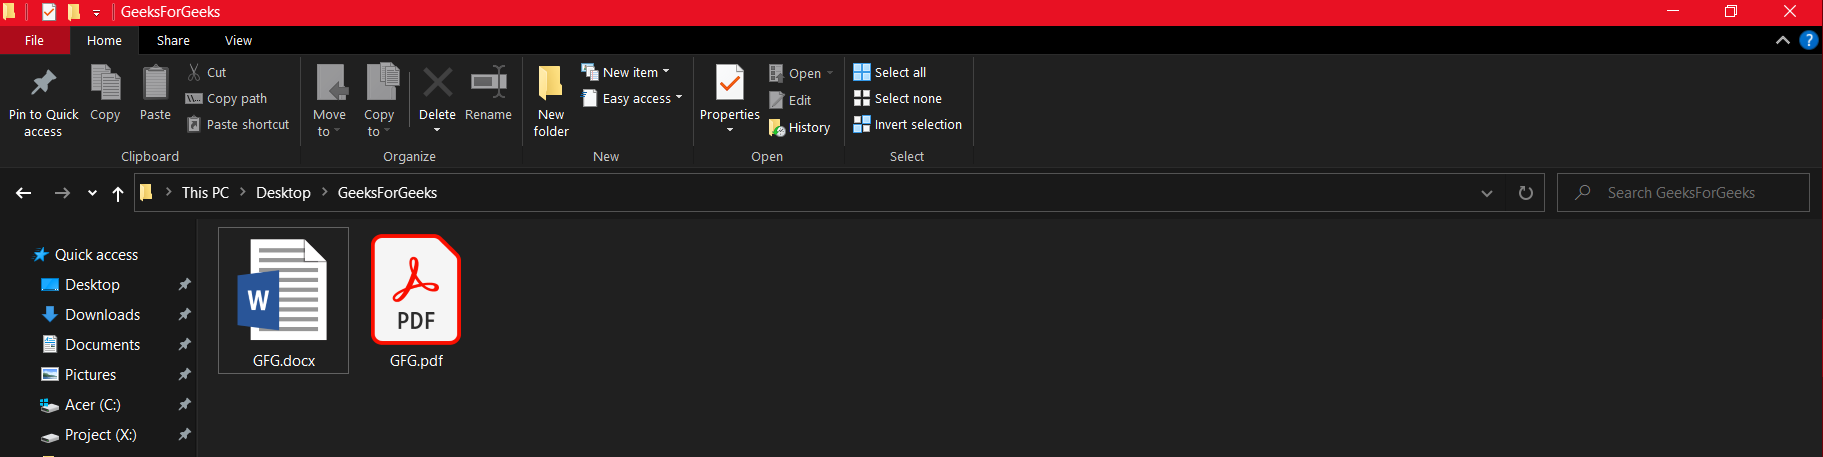 GeeksForGeeks
File Home Share View
Pin to Quick access
Copy
Paste
Cut
Copy path
Paste shortcut
Clipboard
Move to
Copy to
Delete
Rename
Organize
New folder
New item
Easy access
New
Properties
Open
Edit
History
Open
Select all
Select none
Invert selection
Select
This PC > Desktop > GeeksForGeeks
Search GeeksForGeeks
Quick access
Desktop
Downloads
Documents
Pictures
Acer (C:)
Project (X:)
W
GFG.docx
PDF
GFG.pdf